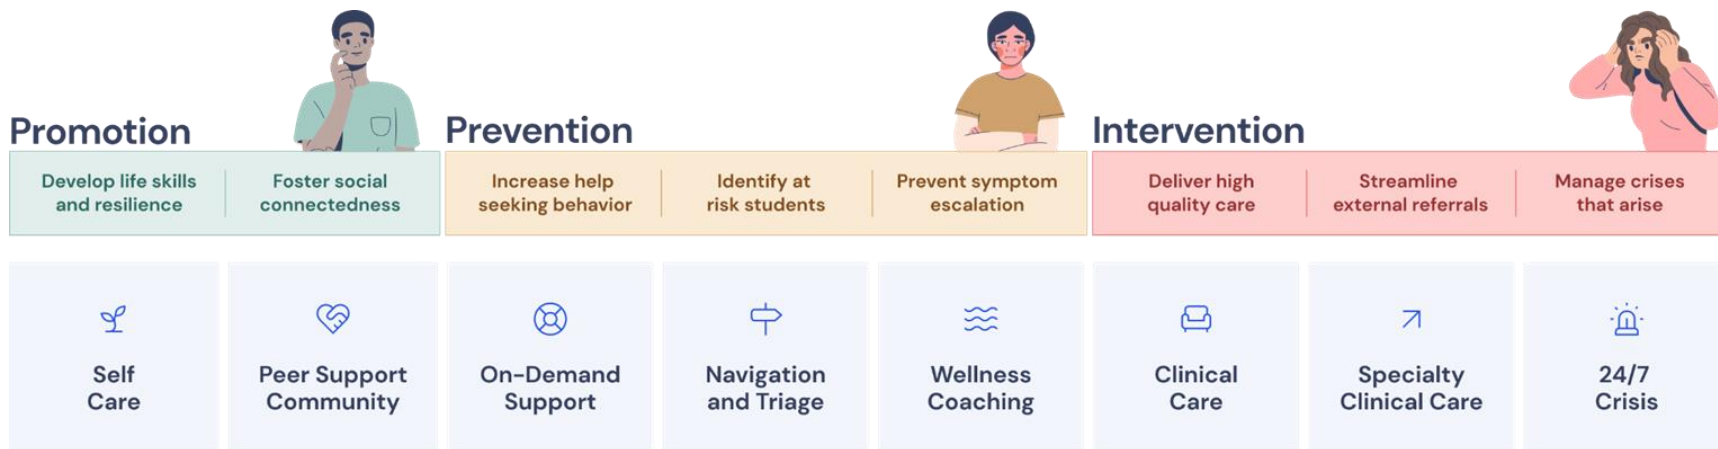 Promotion
Prevention
Intervention
Develop life skills
and resilience
Foster social
connectedness
Increase help
seeking behavior
Identify at
risk students
Prevent symptom
escalation
Deliver high
quality care
Streamline
external referrals
Manage crises
that arise
Self
Care
Peer Support
Community
On-Demand
Support
Navigation
and Triage
Wellness
Coaching
Clinical
Care
Specialty
Clinical Care
24/7
Crisis